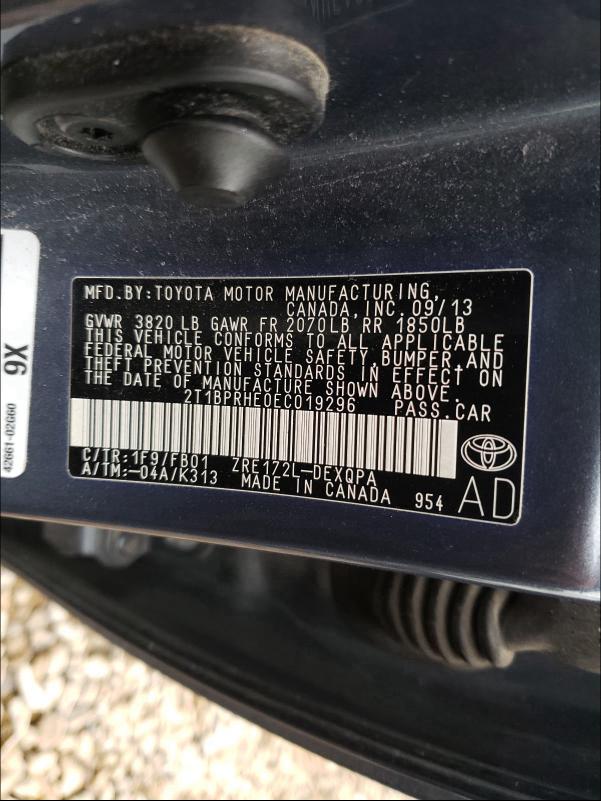 MFD.BY:TOYOTA MOTOR MANUFACTURING,
CANADA,INC.09/13
GVWR 3820 LB GAWR FR 2070LB RR 1850LB
THIS VEHICLE CONFORMS TO ALL APPLICABLE
FEDERAL MOTOR VEHICLE SAFETY,BUMPER,AND
THEFT PREVENTION STANDARDS IN EFFECT ON
THE DATE OF MANUFACTURE SHOWN ABOVE.
2T1BPRHE0EC019296 PASS.CAR
C/TR:1F9/FB01 ZRE172L-DEXQPA
A/TM:-04A/K313 MADE IN CANADA 954 AD
9X
42661-02G60